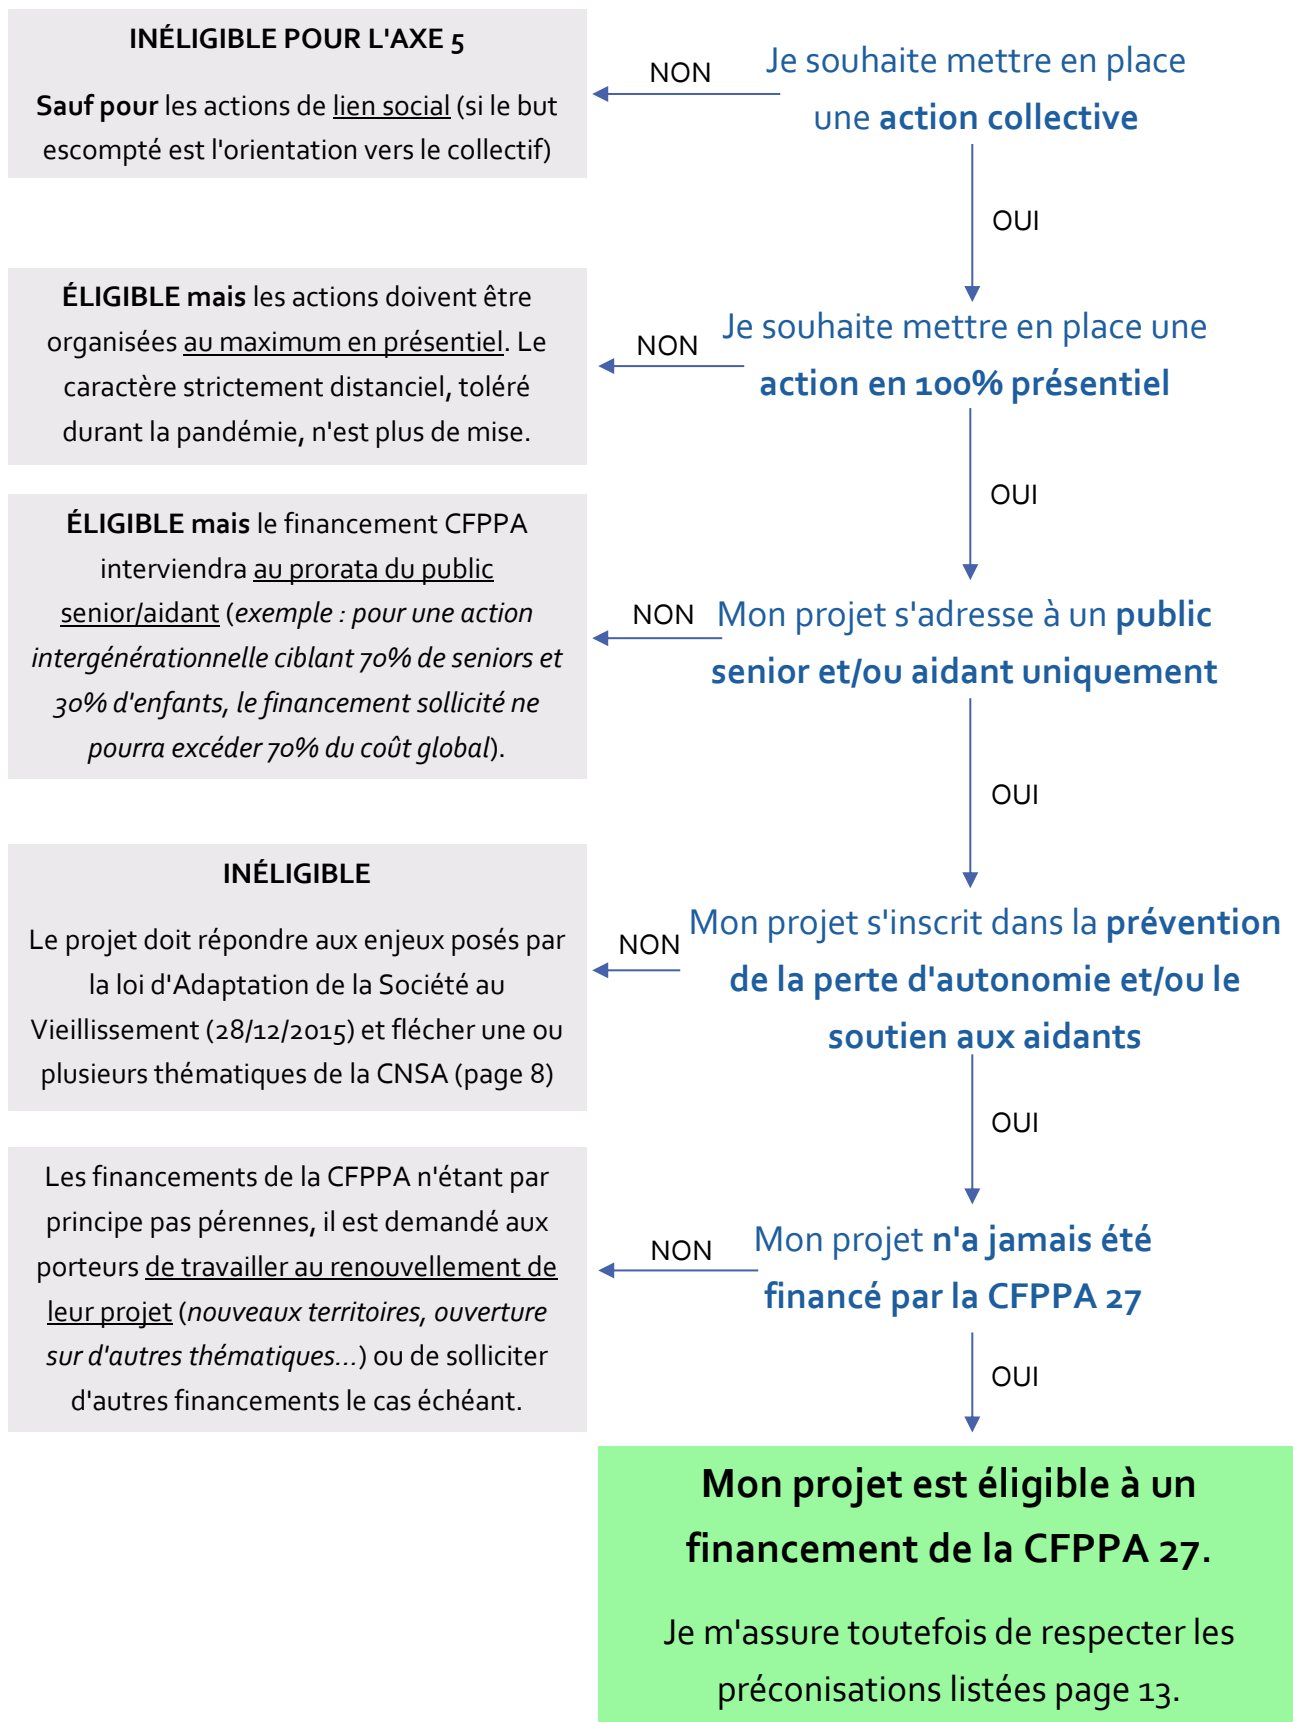 INÉLIGIBLE POUR L'AXE 5
Sauf pour les actions de lien social (si le but
escompté est l'orientation vers le collectif)
NON
Je souhaite mettre en place
une action collective
OUI
ÉLIGIBLE mais les actions doivent être
organisées au maximum en présentiel. Le
caractère strictement distanciel, toléré
durant la pandémie, n'est plus de mise.
NON
Je souhaite mettre en place une
action en 100% présentiel
OUI
ÉLIGIBLE mais le financement CFPPA
interviendra au prorata du public
senior/aidant (exemple : pour une action
intergénérationnelle ciblant 70% de seniors et
30% d'enfants, le financement sollicité ne
pourra excéder 70% du coût global).
NON
Mon projet s'adresse à un public
senior et/ou aidant uniquement
OUI
INÉLIGIBLE
Le projet doit répondre aux enjeux posés par
la loi d'Adaptation de la Société au
Vieillissement (28/12/2015) et flécher une ou
plusieurs thématiques de la CNSA (page 8)
NON
Mon projet s'inscrit dans la prévention
de la perte d'autonomie et/ou le
soutien aux aidants
OUI
Les financements de la CFPPA n'étant par
principe pas pérennes, il est demandé aux
porteurs de travailler au renouvellement de
leur projet (nouveaux territoires, ouverture
sur d'autres thématiques...) ou de solliciter
d'autres financements le cas échéant.
NON
Mon projet n'a jamais été
financé par la CFPPA 27
OUI
Mon projet est éligible à un
financement de la CFPPA 27.
Je m'assure toutefois de respecter les
préconisations listées page 13.